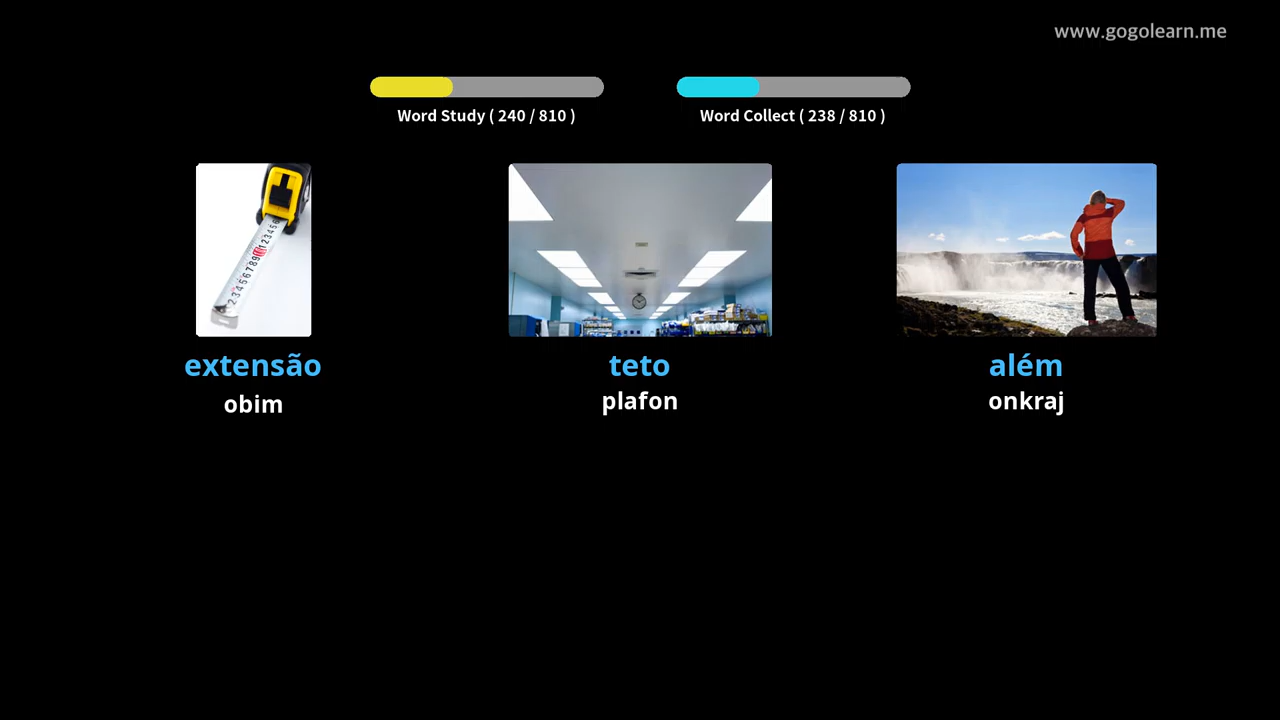 www.gogolearn.me
Word Study ( 240 / 810 )
Word Collect ( 238 / 810 )
extensão
obim
teto
plafon
além
onkraj